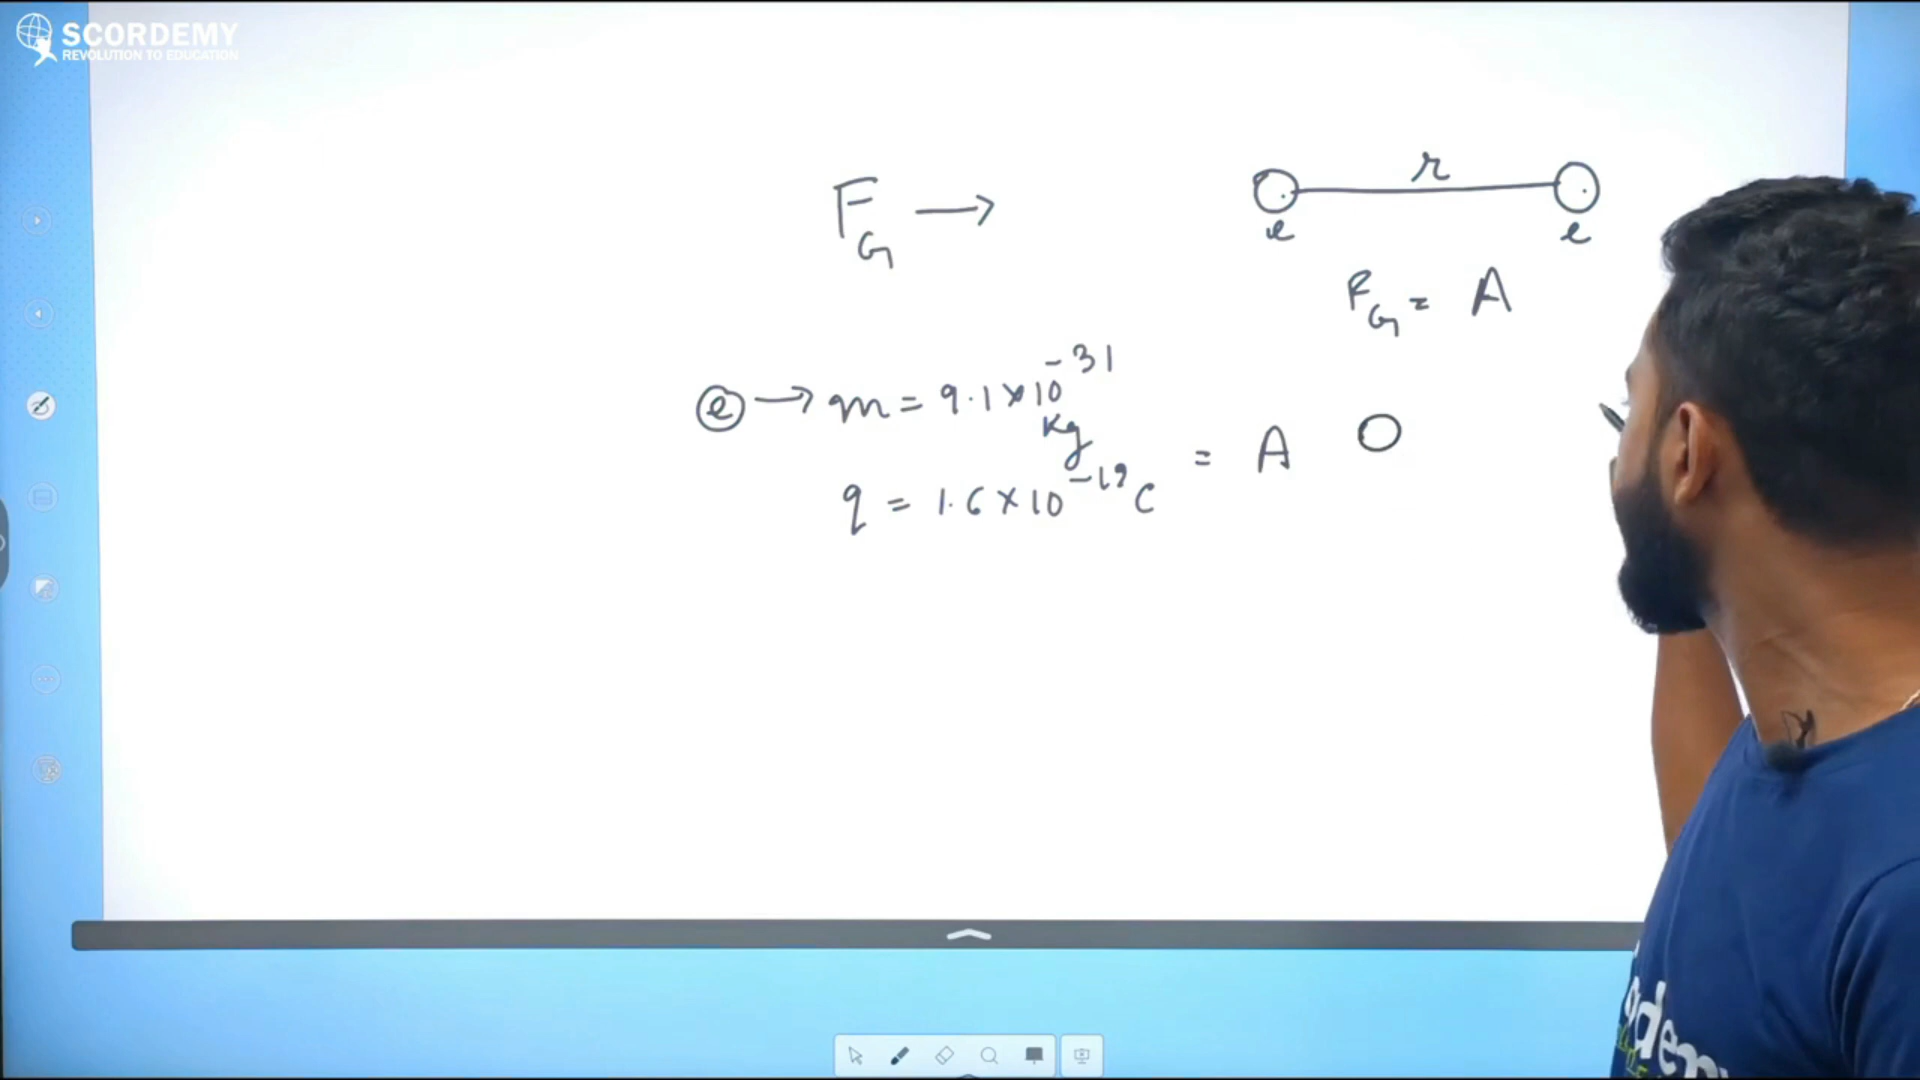 SCORDEMY
REVOLUTION TO EDUCATION
F_G →
r
e e
F_G = A
e → m = 9.1 × 10^-31
Kg
= A O
q = 1.6 × 10^-19 C